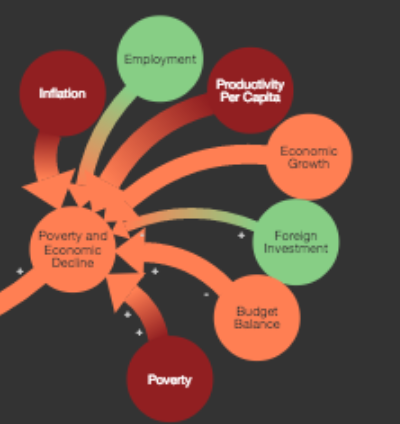 Employment
Inflation
Productivity
Per Capita
Economic
Growth
Poverty and
Economic
Decline
Foreign
Investment
+
+
+
-
Budget
Balance
+
+
Poverty